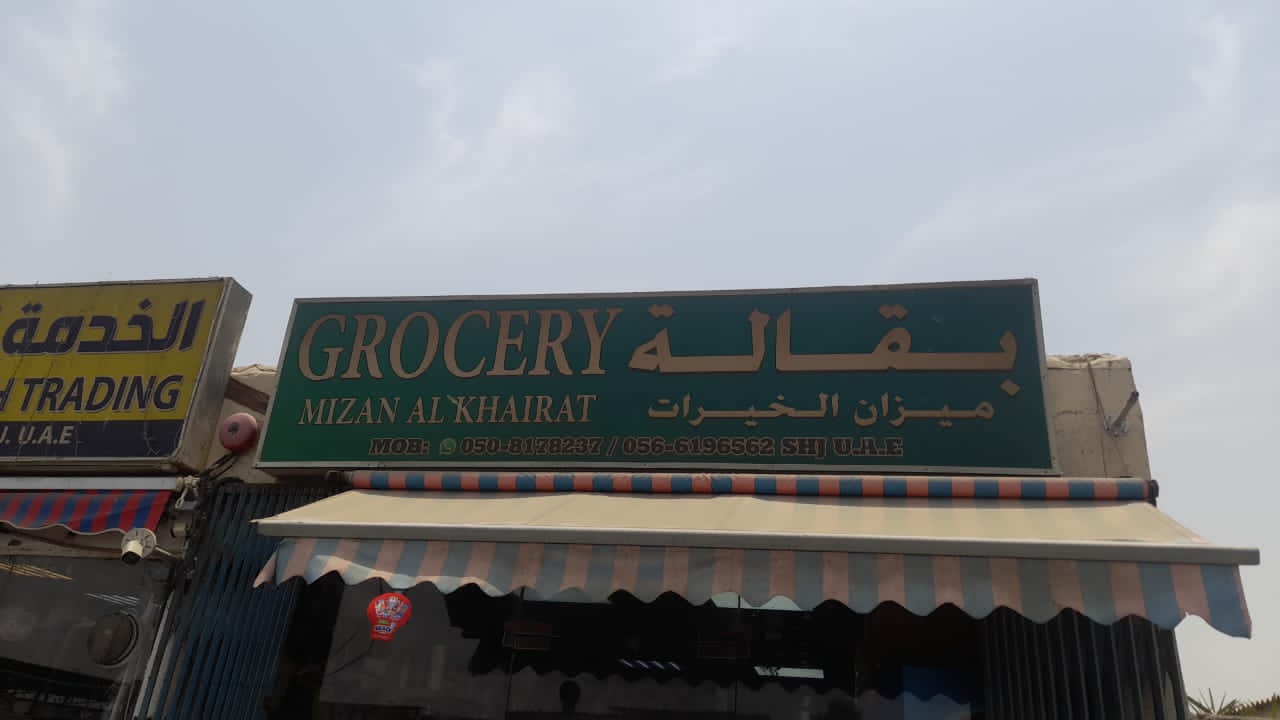 الخدمة
TRADING
U.A.E
GROCERY بقالة
MIZAN AL KHAIRAT ميزان الخيرات
MOB: 050-8178237 / 056-6196562 SHJ U.A.E